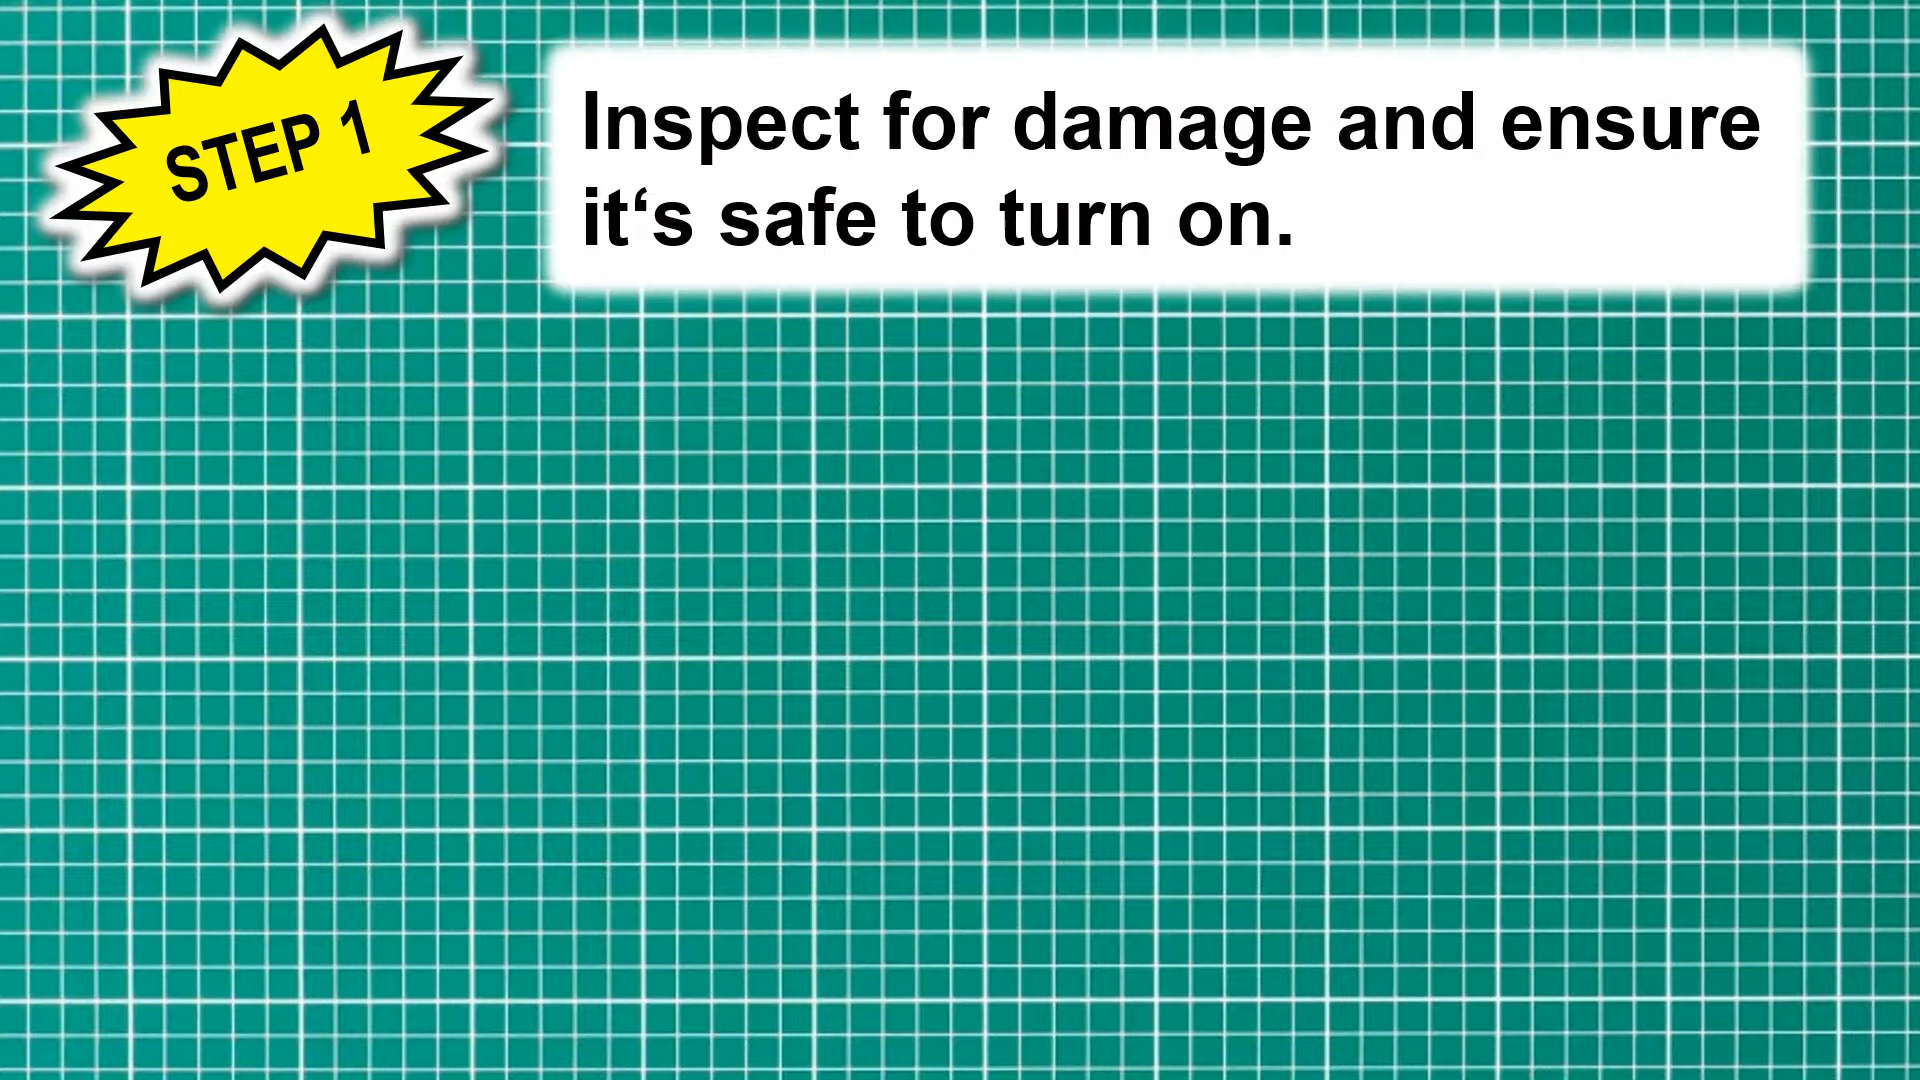 STEP 1
Inspect for damage and ensure
it‘s safe to turn on.